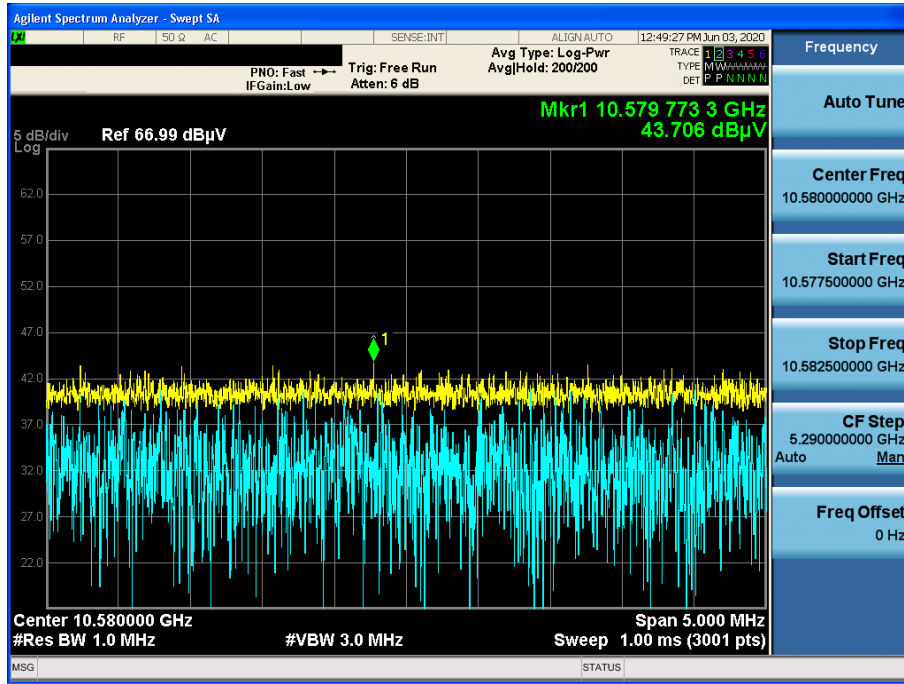 Agilent Spectrum Analyzer - Swept SA
LXI RF 50 Ω AC SENSE:INT ALIGN AUTO 12:49:27 PM Jun 03, 2020
PNO: Fast
IFGain:Low
Trig: Free Run
Atten: 6 dB
Avg Type: Log-Pwr
Avg|Hold: 200/200
TRACE 1 2 3 4 5 6
TYPE M W
DET P P N N N N
Mkr1 10.579 773 3 GHz
43.706 dBµV
5 dB/div Ref 66.99 dBµV
Log
62.0
57.0
52.0
47.0
42.0
37.0
32.0
27.0
22.0
1
Center 10.580000 GHz Span 5.000 MHz
#Res BW 1.0 MHz #VBW 3.0 MHz Sweep 1.00 ms (3001 pts)
MSG STATUS
Frequency
Auto Tune
Center Freq
10.580000000 GHz
Start Freq
10.577500000 GHz
Stop Freq
10.582500000 GHz
CF Step
5.290000000 GHz
Auto Man
Freq Offset
0 Hz